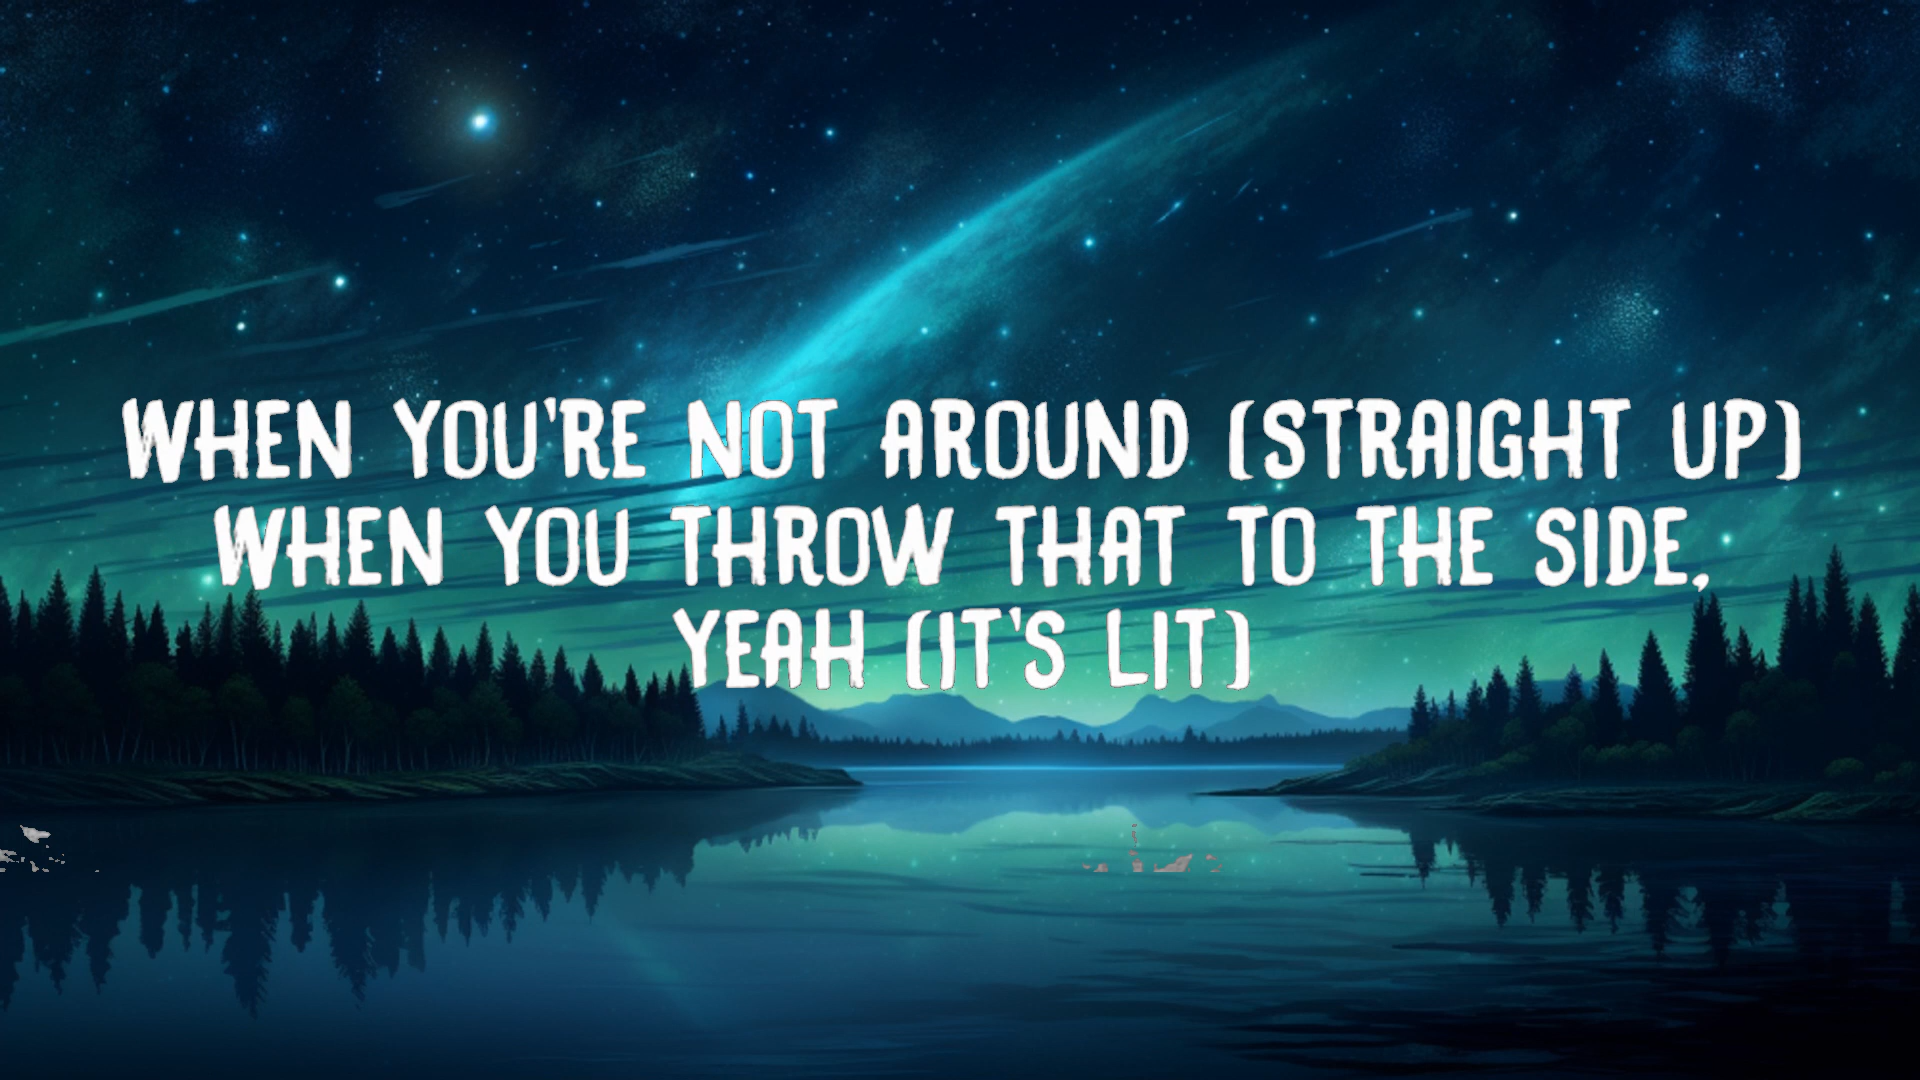 WHEN YOU'RE NOT AROUND (STRAIGHT UP)
WHEN YOU THROW THAT TO THE SIDE,
YEAH (IT'S LIT)